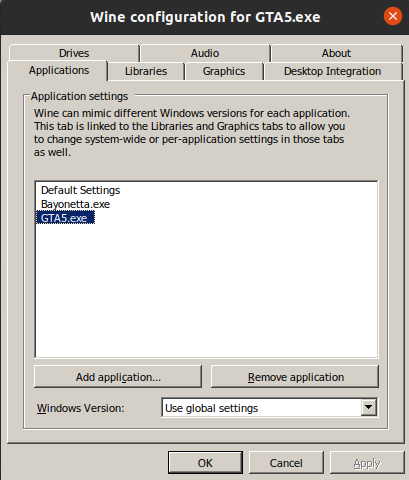 Wine configuration for GTA5.exe
Drives
Audio
About
Applications
Libraries
Graphics
Desktop Integration
Application settings
Wine can mimic different Windows versions for each application.
This tab is linked to the Libraries and Graphics tabs to allow you
to change system-wide or per-application settings in those tabs
as well.
Default Settings
Bayonetta.exe
GTA5.exe
Add application...
Remove application
Windows Version:
Use global settings
OK
Cancel
Apply